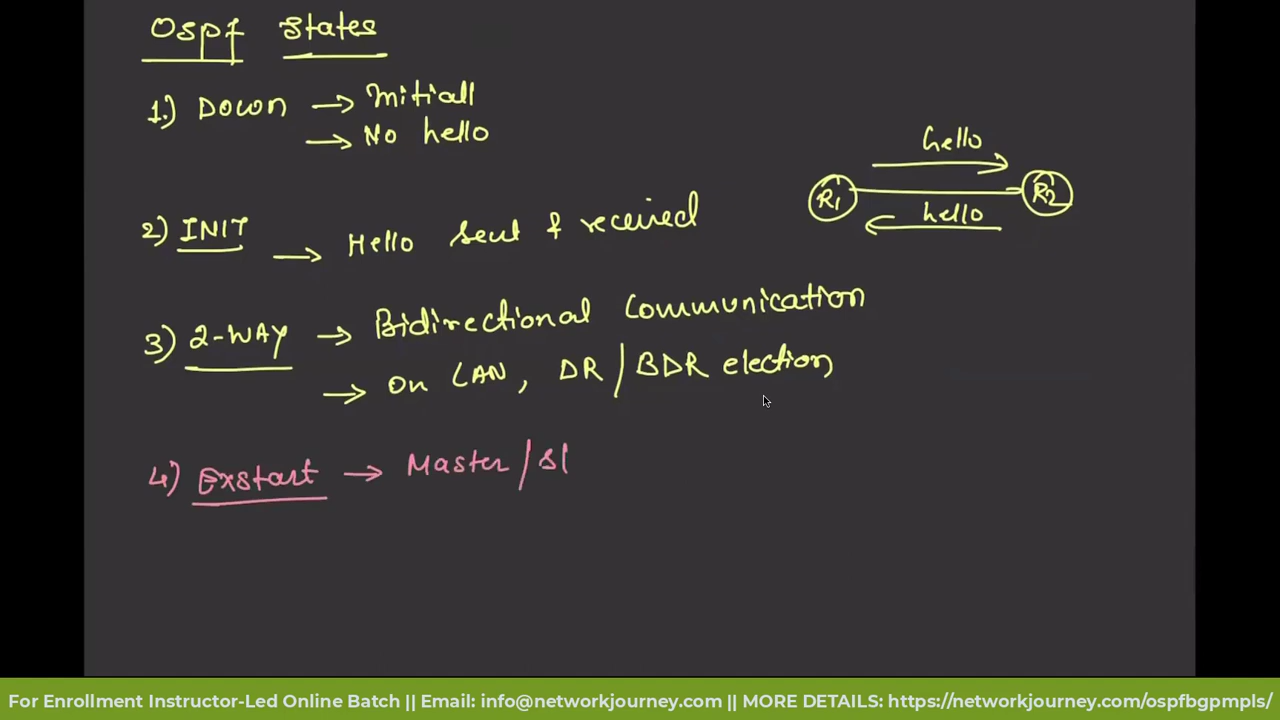 Ospf States
1.) Down → Initiall
→ No hello
hello
R1 R2
hello
2) INIT → Hello sent & received
3) 2-WAY → Bidirectional Communication
→ On LAN, DR/BDR election
4) Exstart → Master/sl
For Enrollment Instructor-Led Online Batch || Email: info@networkjourney.com || MORE DETAILS: https://networkjourney.com/ospfbgpmpls/